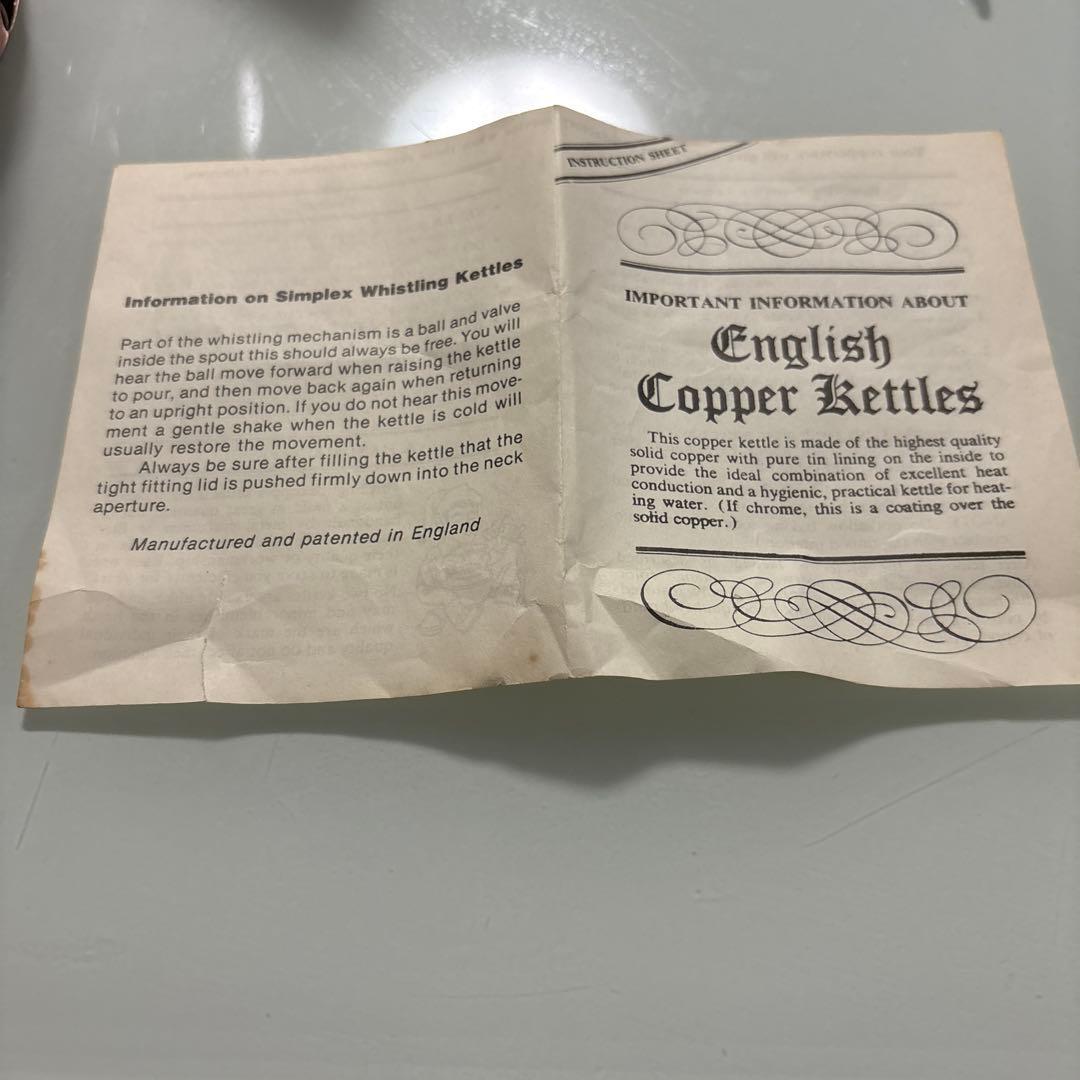 Information on Simplex Whistling Kettles
Part of the whistling mechanism is a ball and valve
inside the spout this should always be free. You will
hear the ball move forward when raising the kettle
to pour, and then move back again when returning
to an upright position. If you do not hear this move-
ment a gentle shake when the kettle is cold will
usually restore the movement.
Always be sure after filling the kettle that the
tight fitting lid is pushed firmly down into the neck
aperture.
Manufactured and patented in England
INSTRUCTION SHEET
IMPORTANT INFORMATION ABOUT
English
Copper Kettles
This copper kettle is made of the highest quality
solid copper with pure tin lining on the inside to
provide the ideal combination of excellent heat
conduction and a hygienic, practical kettle for heat-
ing water. (If chrome, this is a coating over the
solid copper.)